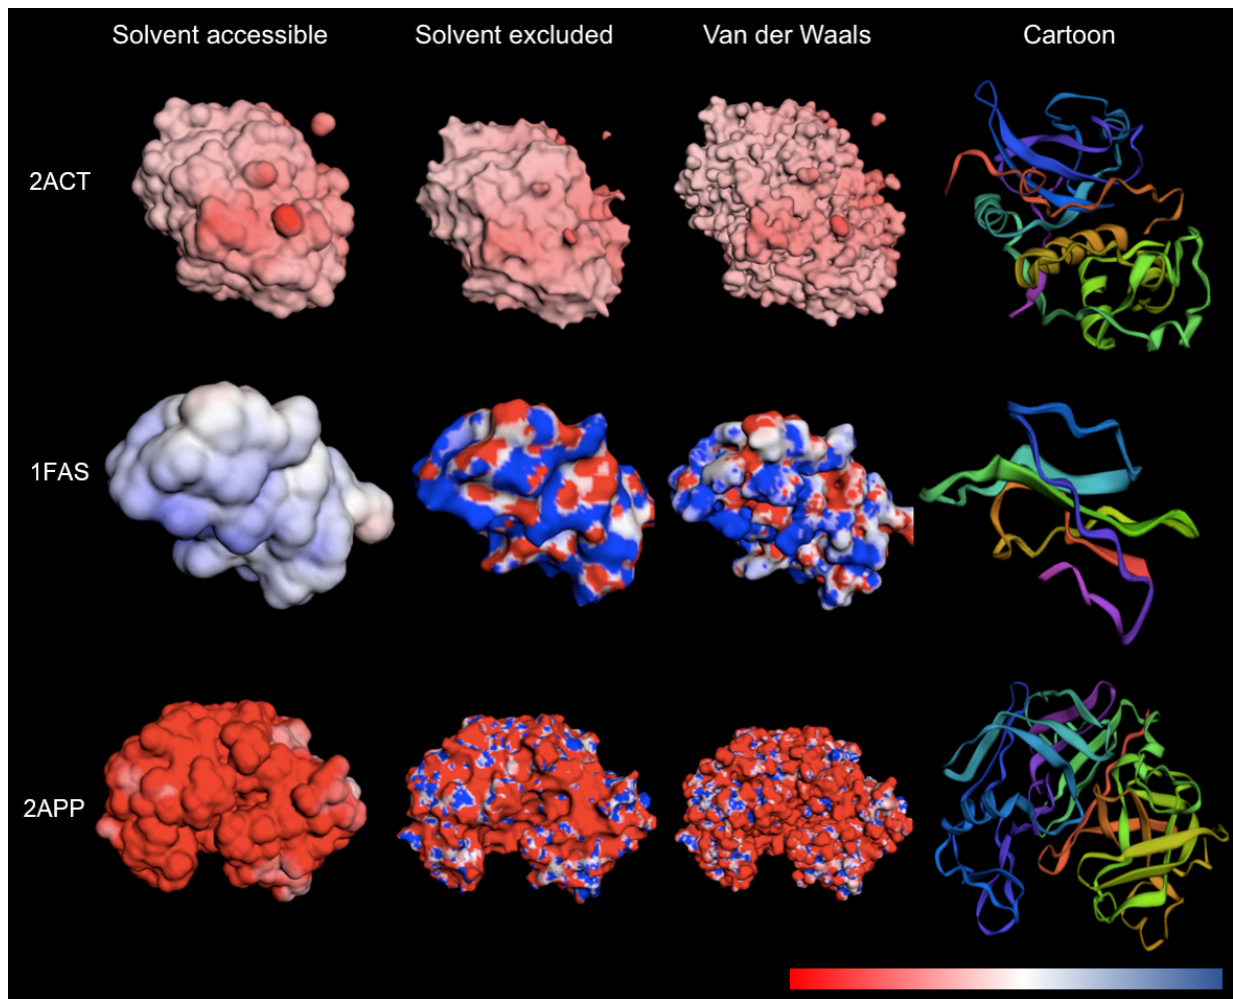 Solvent accessible Solvent excluded Van der Waals Cartoon
2ACT
1FAS
2APP